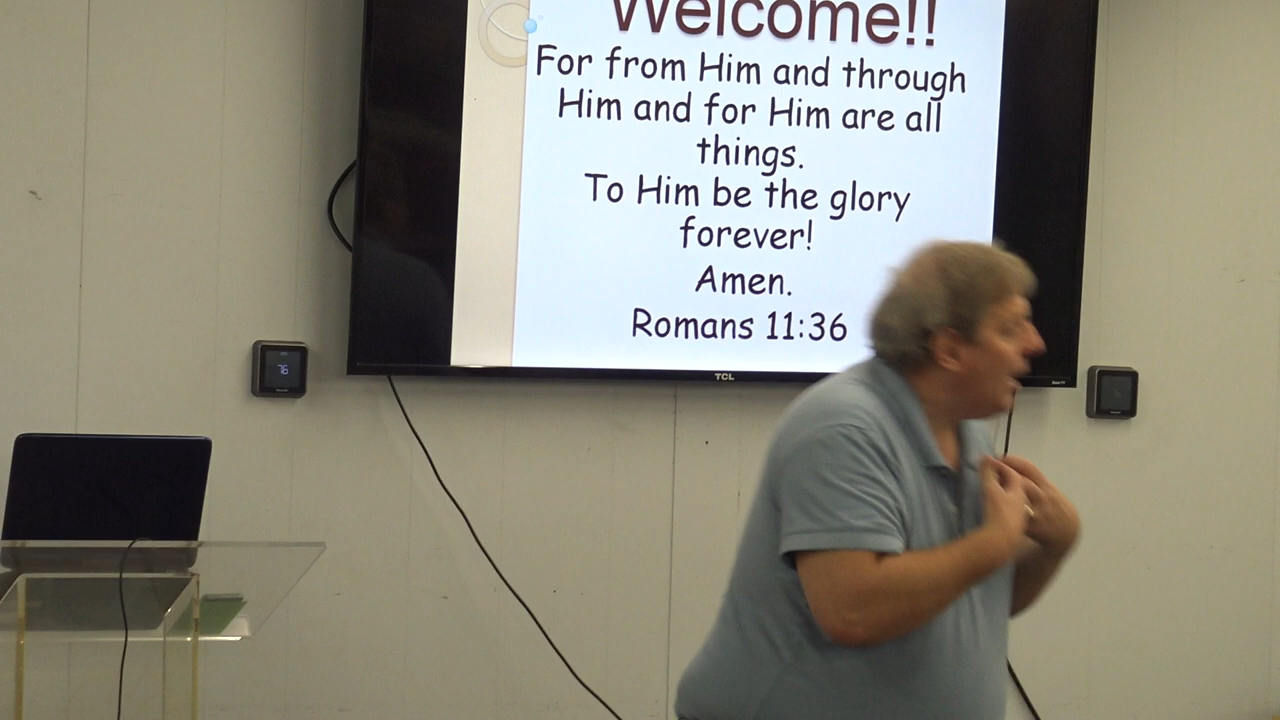 Welcome!!
For from Him and through
Him and for Him are all
things.
To Him be the glory
forever!
Amen.
Romans 11:36
TCL
76